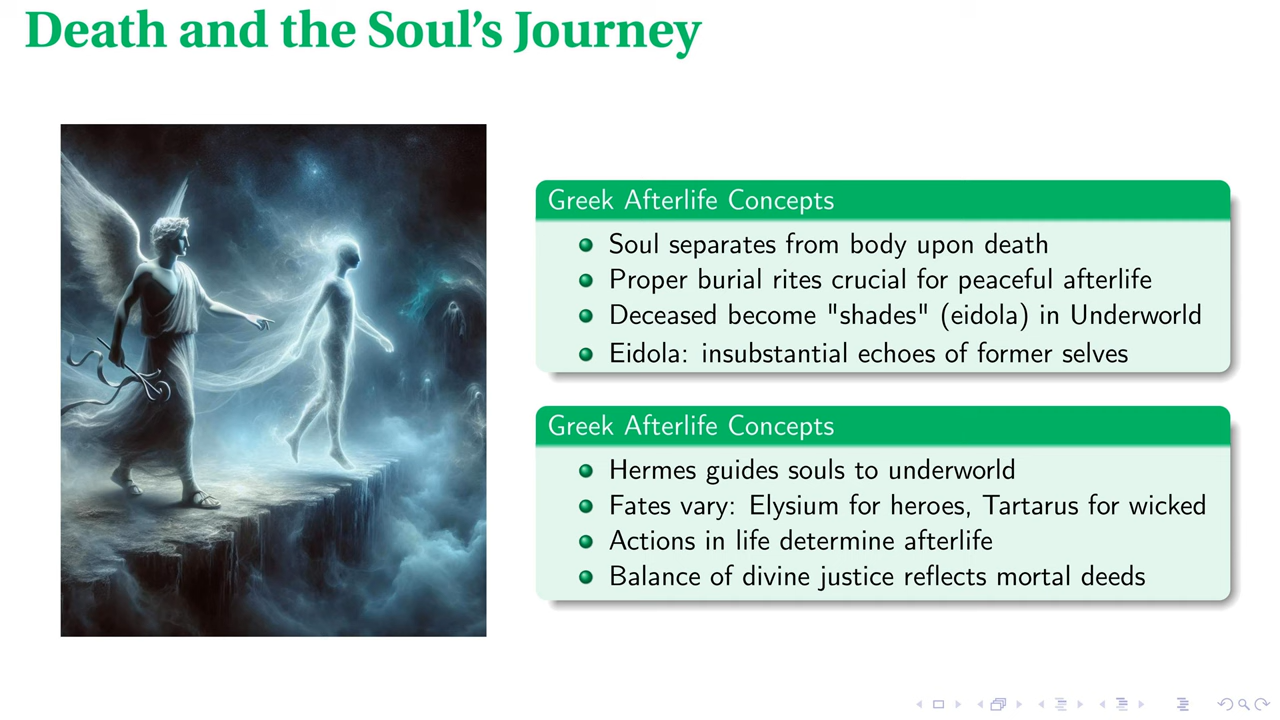 Death and the Soul's Journey
Greek Afterlife Concepts
Soul separates from body upon death
Proper burial rites crucial for peaceful afterlife
Deceased become "shades" (eidola) in Underworld
Eidola: insubstantial echoes of former selves
Greek Afterlife Concepts
Hermes guides souls to underworld
Fates vary: Elysium for heroes, Tartarus for wicked
Actions in life determine afterlife
Balance of divine justice reflects mortal deeds